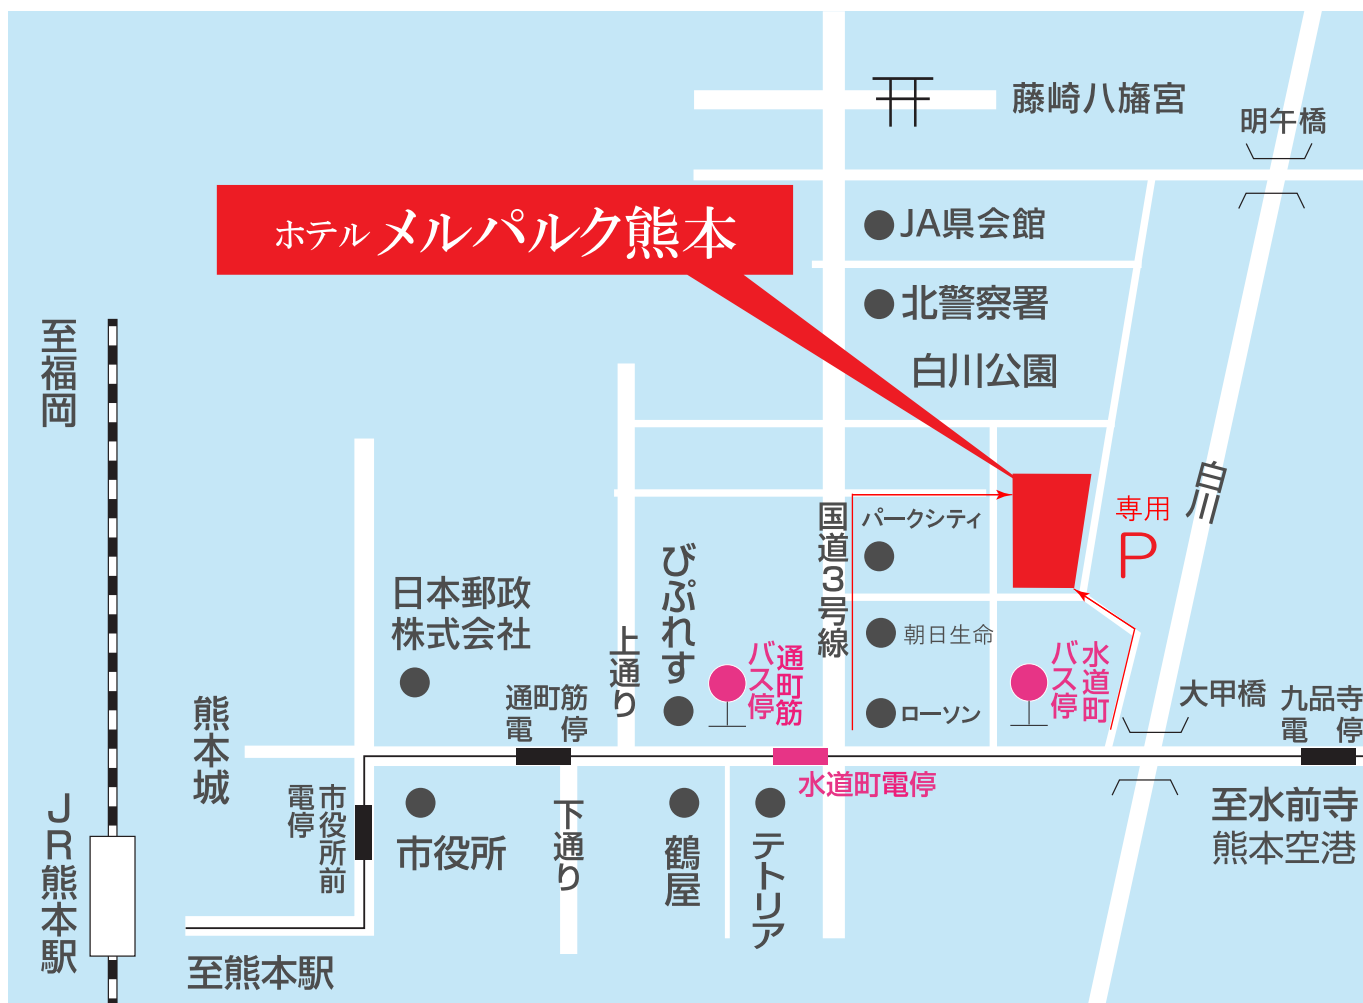 藤崎八旛宮
明午橋
ホテル メルパルク熊本
JA県会館
北警察署
白川公園
至福岡
白川
専用
P
国道3号線
パークシティ
びぷれす
日本郵政
株式会社
上通り
通町筋
バス停
朝日生命
水道町
バス停
ローソン
通町筋
電停
大甲橋
九品寺
電停
熊本城
水道町電停
市役所前
電停
市役所
下通り
鶴屋
テトリア
至水前寺
熊本空港
JR熊本駅
至熊本駅